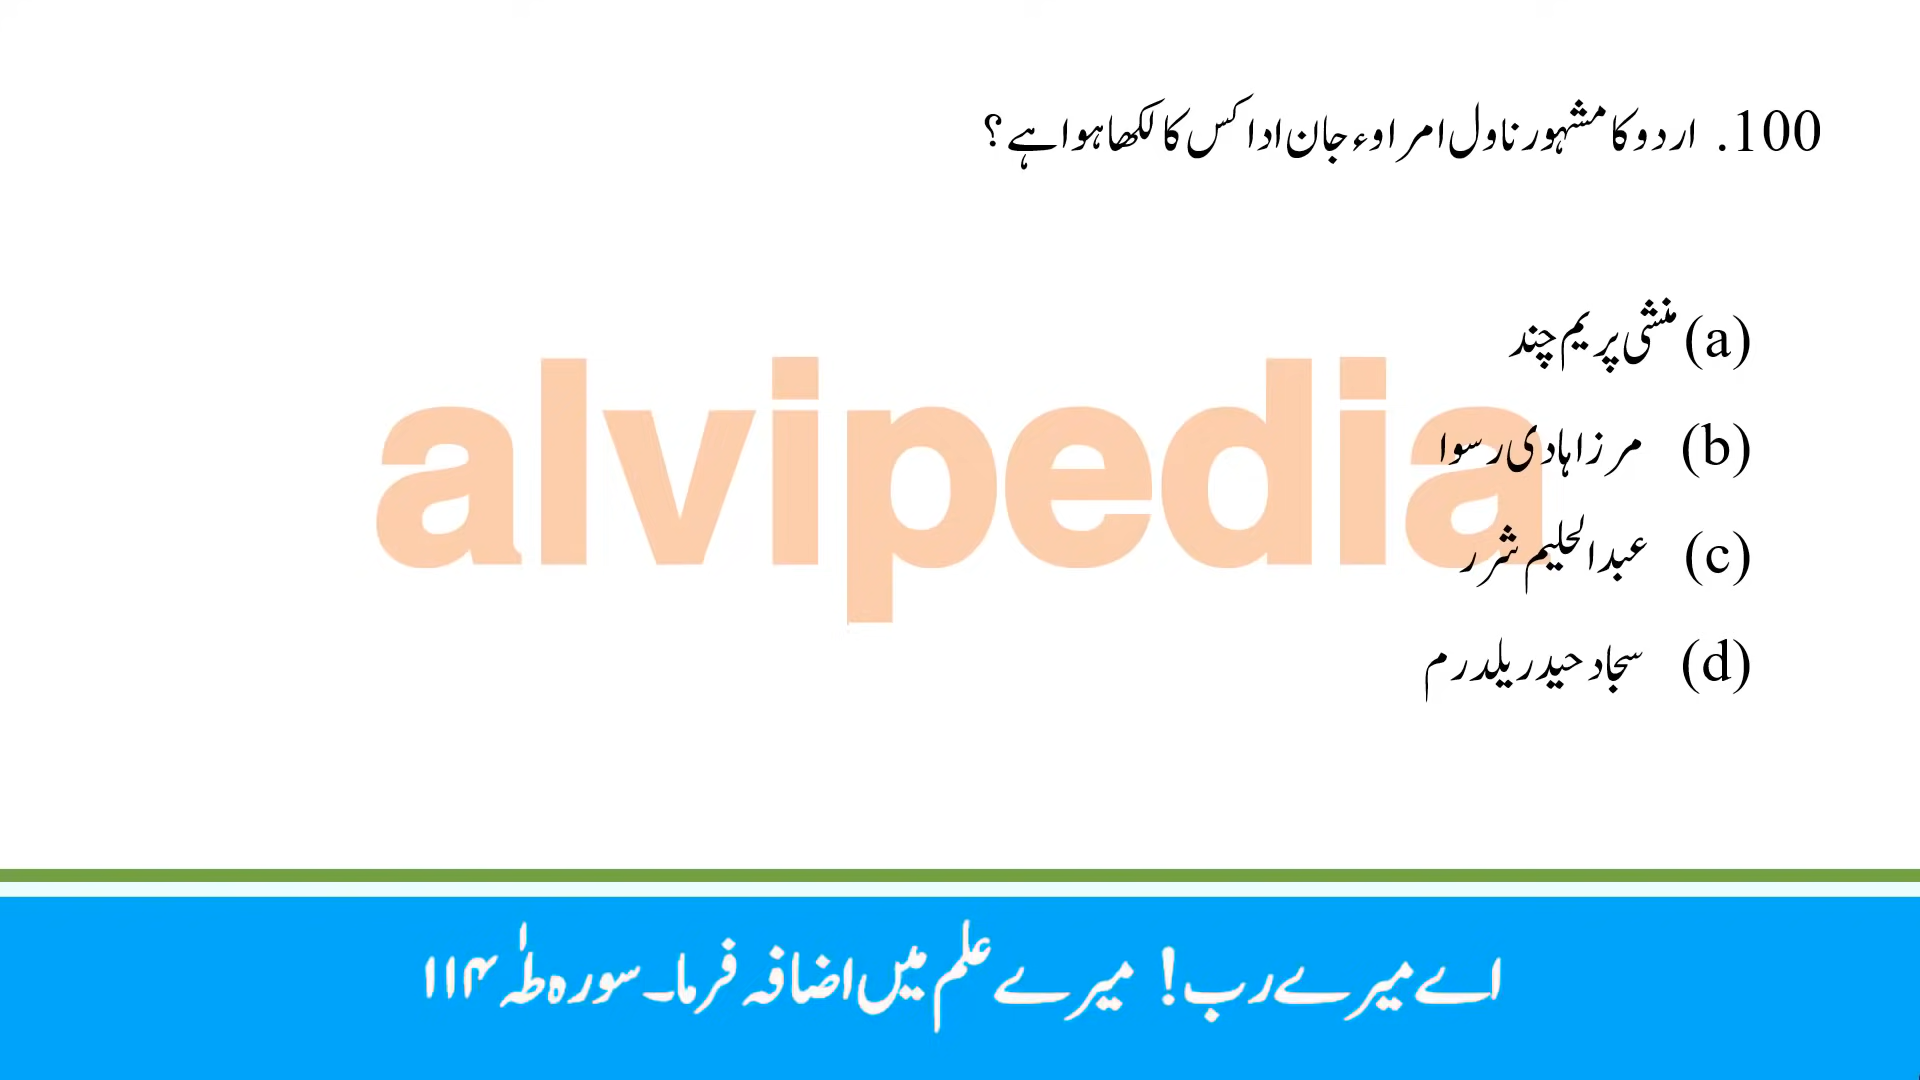 100. اردو کا مشہور ناول امراوء جان ادا کس کا لکھا ہوا ہے ؟
(a) منشی پریم چند
alvipedia
(b) مرزا ہادی رسوا
(c) عبدالحلیم شرر
(d) سجاد حیدر یلدرم
اے میرے رب! میرے علم میں اضافہ فرما۔ سورہ طہٰ ۱۱۴